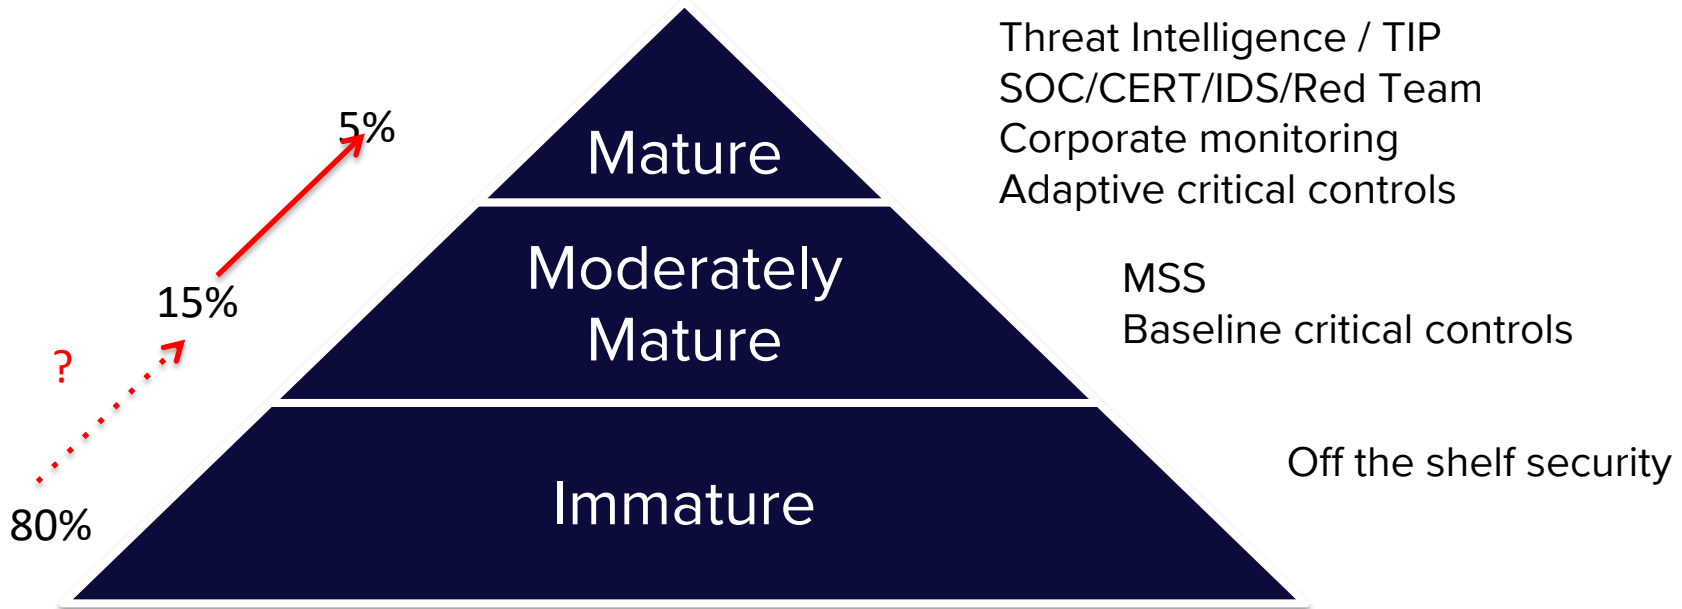 Threat Intelligence / TIP
SOC/CERT/IDS/Red Team
Corporate monitoring
Adaptive critical controls
5%
Mature
15%
Moderately
Mature
MSS
Baseline critical controls
?
80%
Immature
Off the shelf security